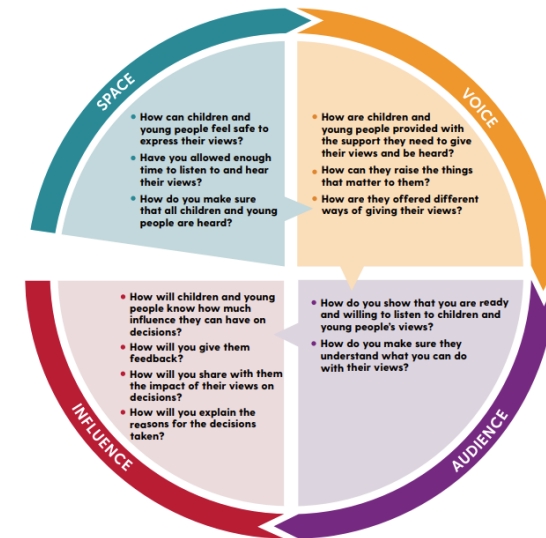 SPACE
• How can children and
young people feel safe to
express their views?
• Have you allowed enough
time to listen to and hear
their views?
• How do you make sure
that all children and young
people are heard?
VOICE
• How are children and
young people provided with
the support they need to give
their views and be heard?
• How can they raise the things
that matter to them?
• How are they offered different
ways of giving their views?
AUDIENCE
• How do you show that you are ready
and willing to listen to children and
young people's views?
• How do you make sure they
understand what you can do
with their views?
INFLUENCE
• How will children and young
people know how much
influence they can have on
decisions?
• How will you give them
feedback?
• How will you share with them
the impact of their views on
decisions?
• How will you explain the
reasons for the decisions
taken?